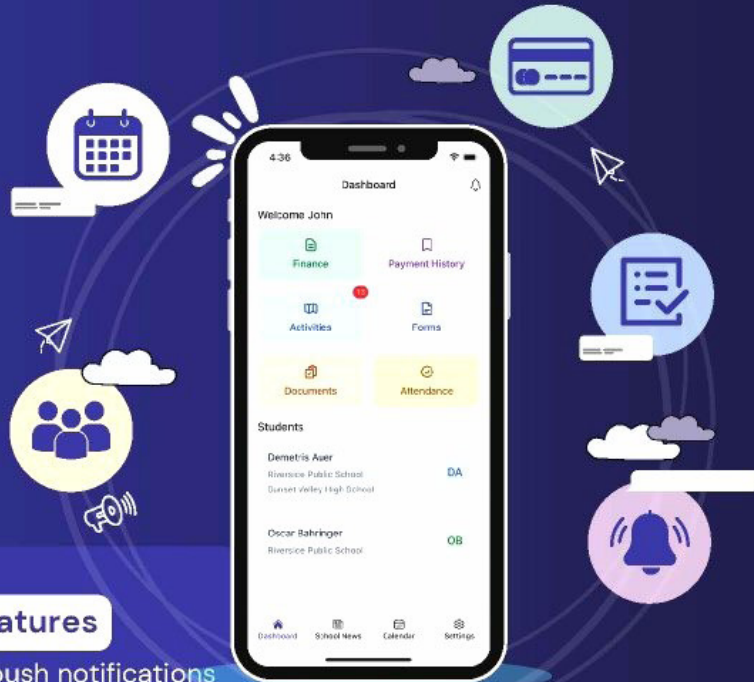 4:36
Dashboard
Welcome John
Finance
Payment History
Activities
Forms
Documents
Attendance
Students
Demetris Auer
Riverside Public School
Sunset Valley High School
DA
Oscar Bahringer
Riverside Public School
OB
Dashboard School News Calendar Settings
atures
push notifications